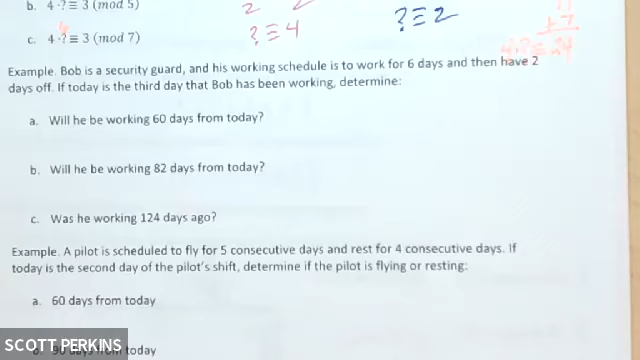 b. 4 ·? ≡ 3 (mod 5)
2
? ≡ 4
? ≡ 2
+ 7
4·? ≡ 24
6
c. 4 ·? ≡ 3 (mod 7)
Example. Bob is a security guard, and his working schedule is to work for 6 days and then have 2
days off. If today is the third day that Bob has been working, determine:
a. Will he be working 60 days from today?
b. Will he be working 82 days from today?
c. Was he working 124 days ago?
Example. A pilot is scheduled to fly for 5 consecutive days and rest for 4 consecutive days. If
today is the second day of the pilot's shift, determine if the pilot is flying or resting:
a. 60 days from today
today
SCOTT PERKINS